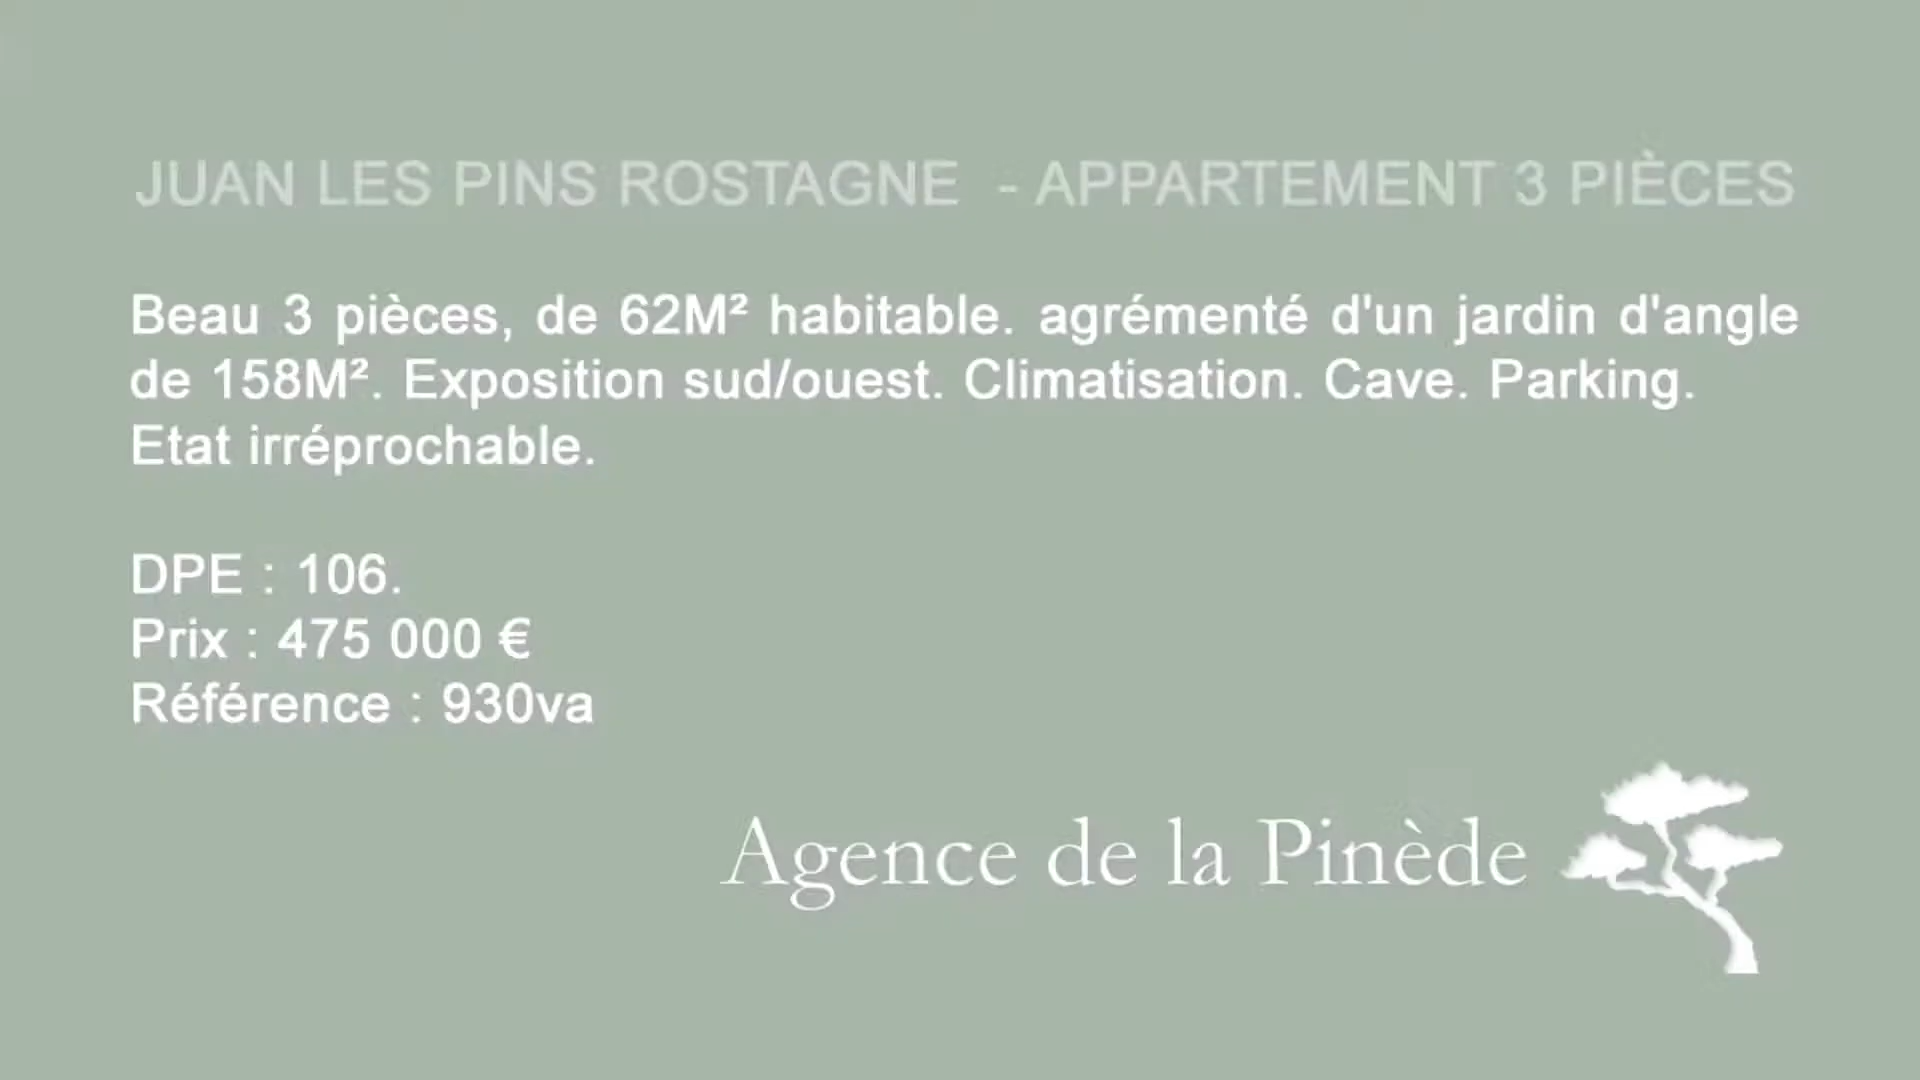 JUAN LES PINS ROSTAGNE - APPARTEMENT 3 PIÈCES
Beau 3 pièces, de 62M² habitable. agrémenté d'un jardin d'angle
de 158M². Exposition sud/ouest. Climatisation. Cave. Parking.
Etat irréprochable.
DPE : 106.
Prix : 475 000 €
Référence : 930va
Agence de la Pinède